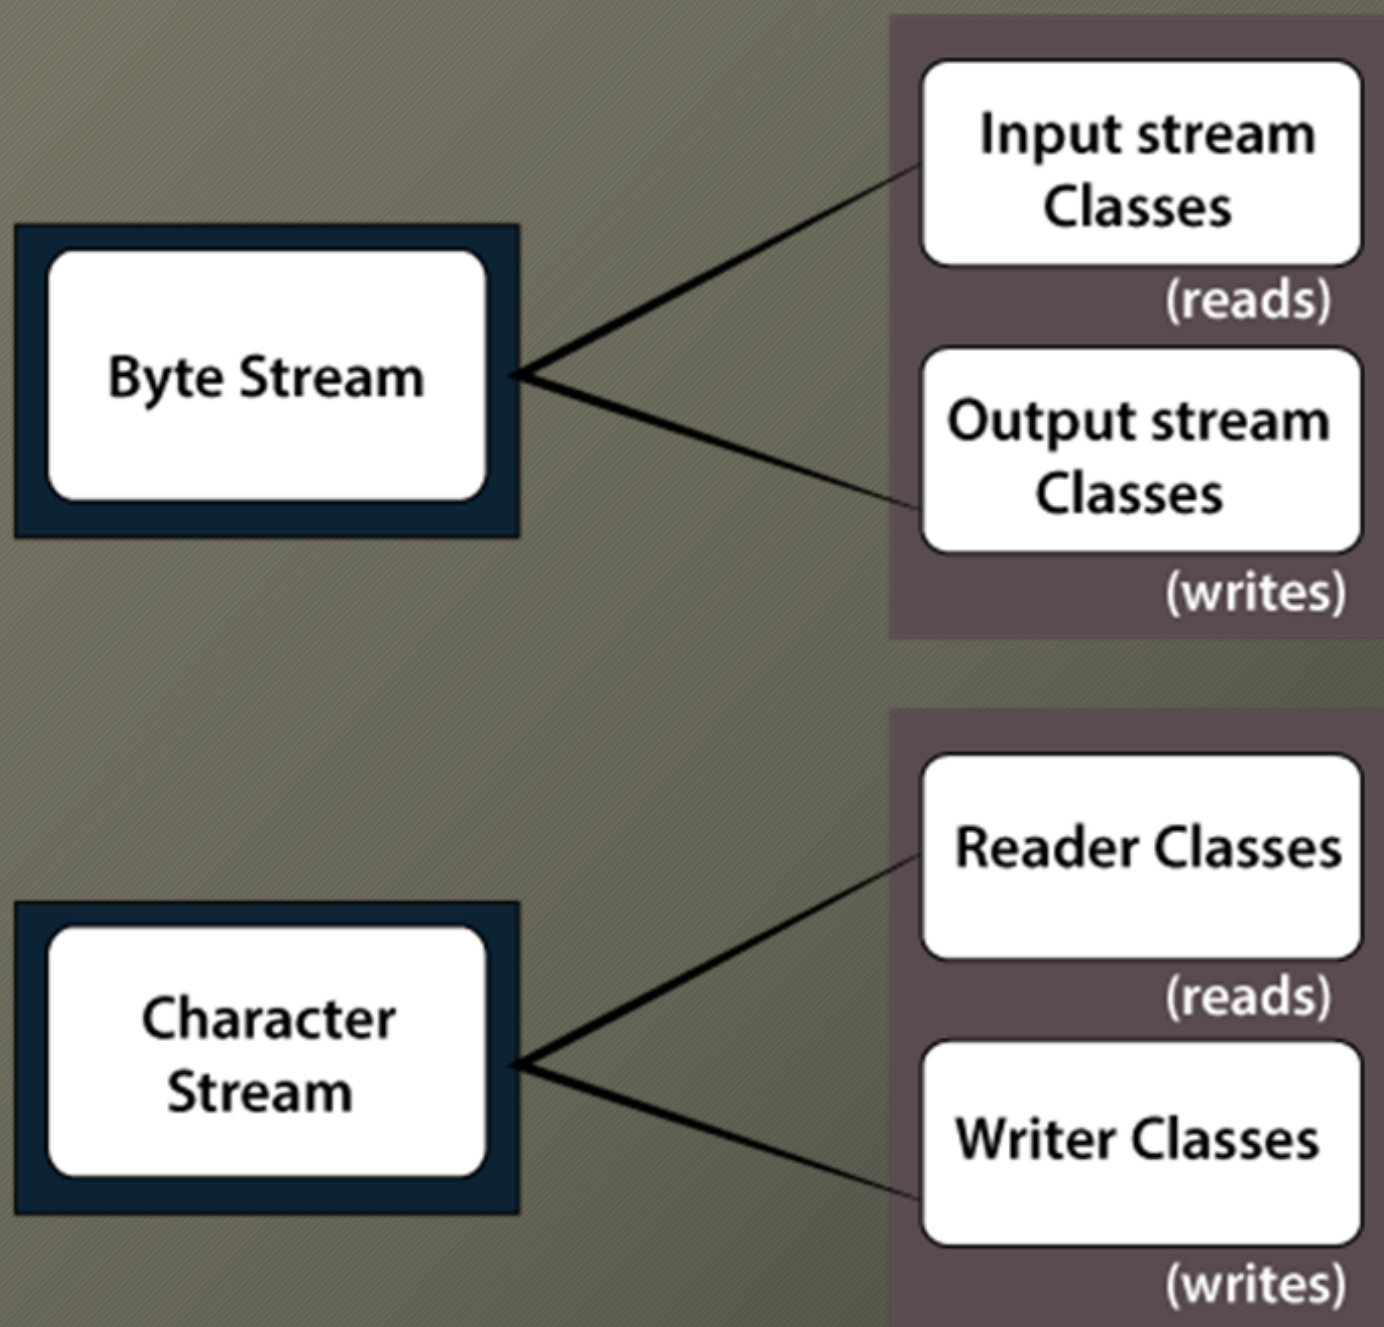 Byte Stream
Input stream
Classes
(reads)
Output stream
Classes
(writes)
Character
Stream
Reader Classes
(reads)
Writer Classes
(writes)